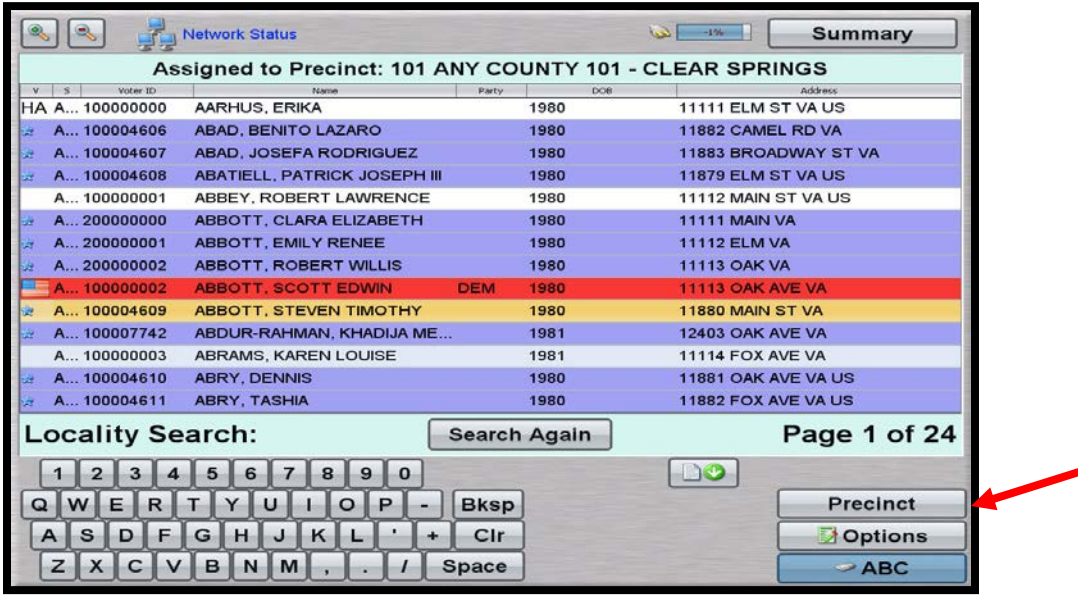 Network Status -1% Summary
Assigned to Precinct: 101 ANY COUNTY 101 - CLEAR SPRINGS
V S Voter ID Name Party DOB Address
HA A... 100000000 AARHUS, ERIKA 1980 11111 ELM ST VA US
A... 100004606 ABAD, BENITO LAZARO 1980 11882 CAMEL RD VA
A... 100004607 ABAD, JOSEFA RODRIGUEZ 1980 11883 BROADWAY ST VA
A... 100004608 ABATIELL, PATRICK JOSEPH III 1980 11879 ELM ST VA US
A... 100000001 ABBEY, ROBERT LAWRENCE 1980 11112 MAIN ST VA US
A... 200000000 ABBOTT, CLARA ELIZABETH 1980 11111 MAIN VA
A... 200000001 ABBOTT, EMILY RENEE 1980 11112 ELM VA
A... 200000002 ABBOTT, ROBERT WILLIS 1980 11113 OAK VA
A... 100000002 ABBOTT, SCOTT EDWIN DEM 1980 11113 OAK AVE VA
A... 100004609 ABBOTT, STEVEN TIMOTHY 1980 11880 MAIN ST VA
A... 100007742 ABDUR-RAHMAN, KHADIJA ME... 1981 12403 OAK AVE VA
A... 100000003 ABRAMS, KAREN LOUISE 1981 11114 FOX AVE VA
A... 100004610 ABRY, DENNIS 1980 11881 OAK AVE VA US
A... 100004611 ABRY, TASHIA 1980 11882 FOX AVE VA US
Locality Search: Search Again Page 1 of 24
1 2 3 4 5 6 7 8 9 0
Q W E R T Y U I O P - Bksp Precinct
A S D F G H J K L ' + Clr Options
Z X C V B N M , . / Space ABC